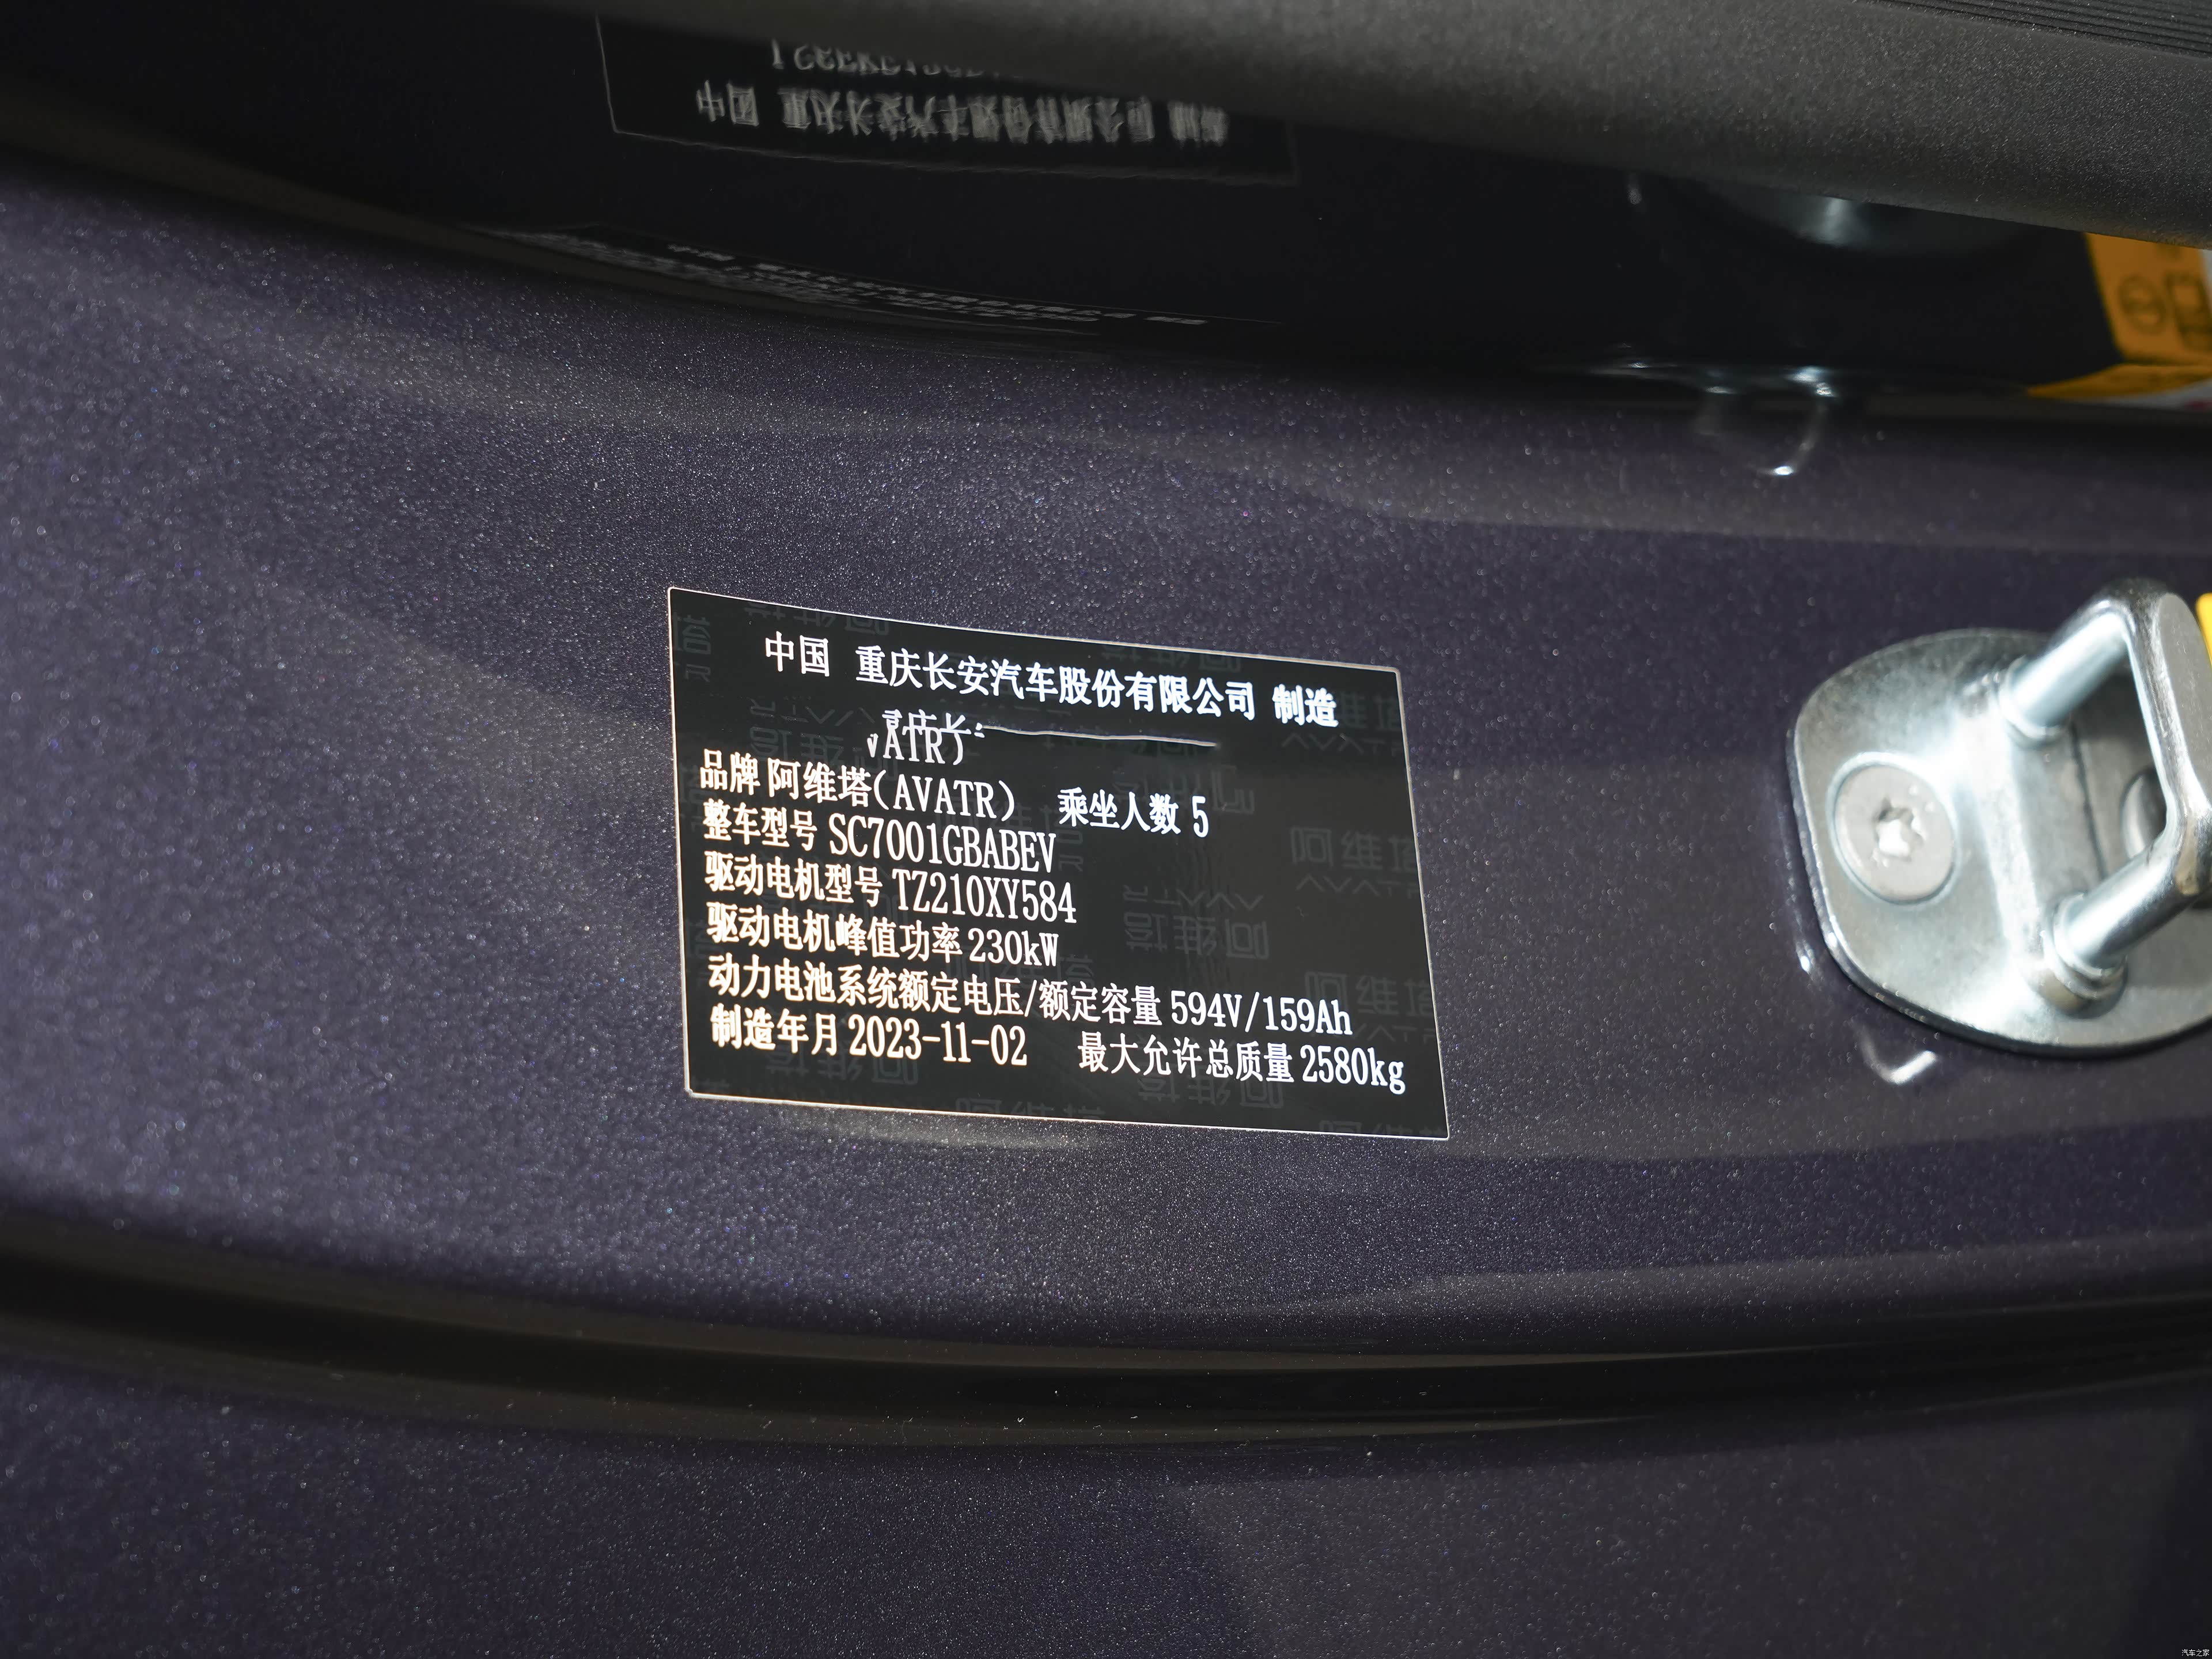 中国 重庆长安汽车股份有限公司 制造
品牌 阿维塔(AVATR) 乘坐人数 5
整车型号 SC7001GBABEV
驱动电机型号 TZ210XY584
驱动电机峰值功率 230kW
动力电池系统额定电压/额定容量 594V/159Ah
制造年月 2023-11-02 最大允许总质量 2580kg
汽车之家